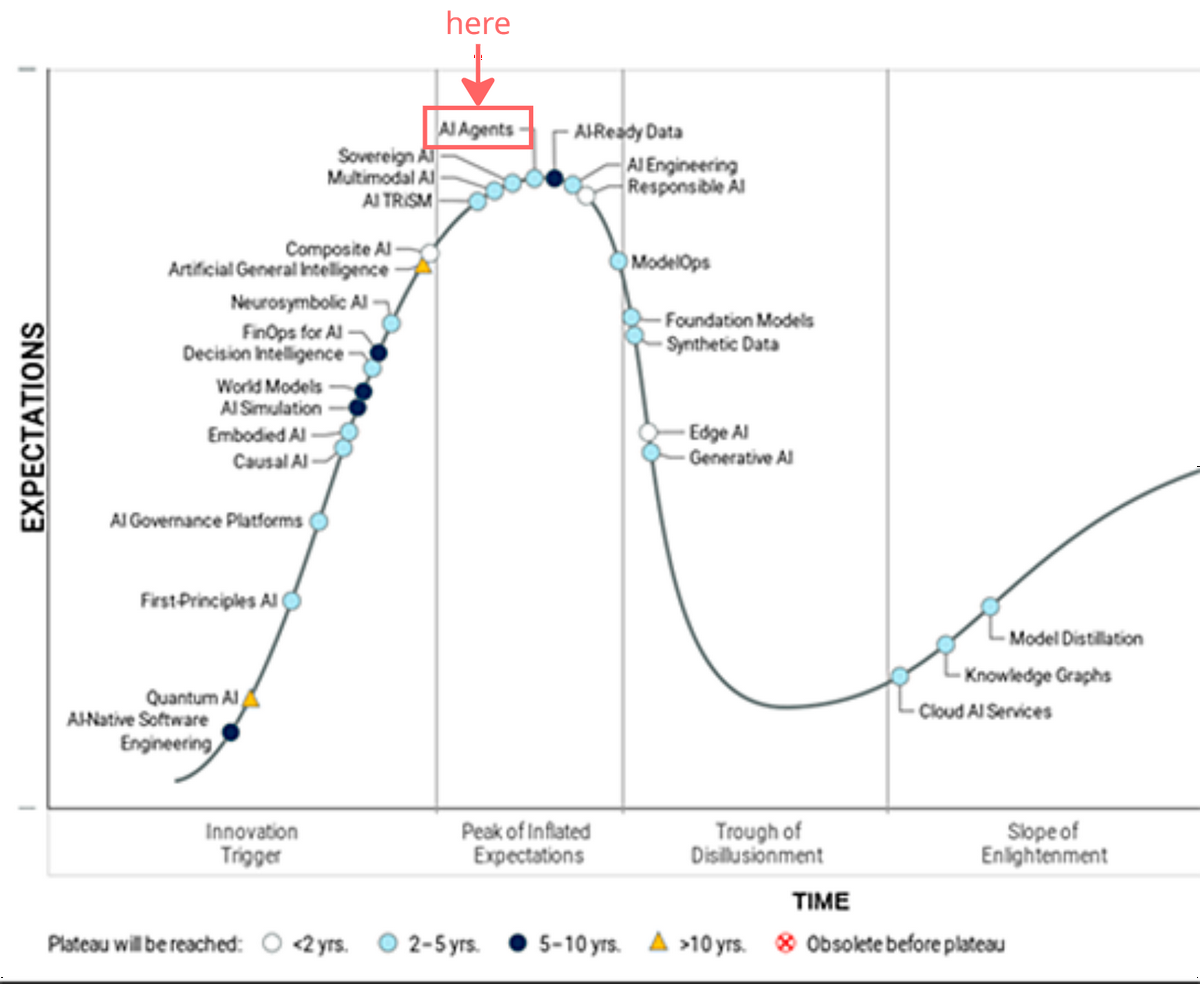 here
AI Agents
AI-Ready Data
Sovereign AI
AI Engineering
Multimodal AI
Responsible AI
AI TRiSM
Composite AI
Artificial General Intelligence
ModelOps
Neurosymbolic AI
Foundation Models
FinOps for AI
Synthetic Data
Decision Intelligence
World Models
AI Simulation
Embodied AI
Edge AI
Causal AI
Generative AI
AI Governance Platforms
First-Principles AI
Model Distillation
Knowledge Graphs
Quantum AI
Cloud AI Services
AI-Native Software
Engineering
EXPECTATIONS
Innovation
Trigger
Peak of Inflated
Expectations
Trough of
Disillusionment
Slope of
Enlightenment
TIME
Plateau will be reached: <2 yrs. 2–5 yrs. 5–10 yrs. >10 yrs. Obsolete before plateau